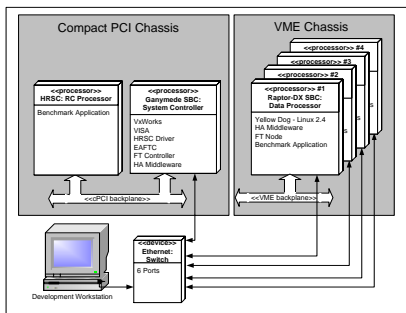 Compact PCI Chassis
<<processor>>
HRSC: RC Processor
Benchmark Application
<<processor>>
Ganymede SBC:
System Controller
VxWorks
VISA
HRSC Driver
EAFTC
FT Controller
HA Middleware
<<cPCI backplane>>
VME Chassis
<<processor>> #4
<<processor>> #3
<<processor>> #2
<<processor>> #1
Raptor-DX SBC:
Data Processor
Yellow Dog - Linux 2.4
HA Middleware
FT Node
Benchmark Application
<<VME backplane>>
<<device>>
Ethernet:
Switch
6 Ports
Development Workstation